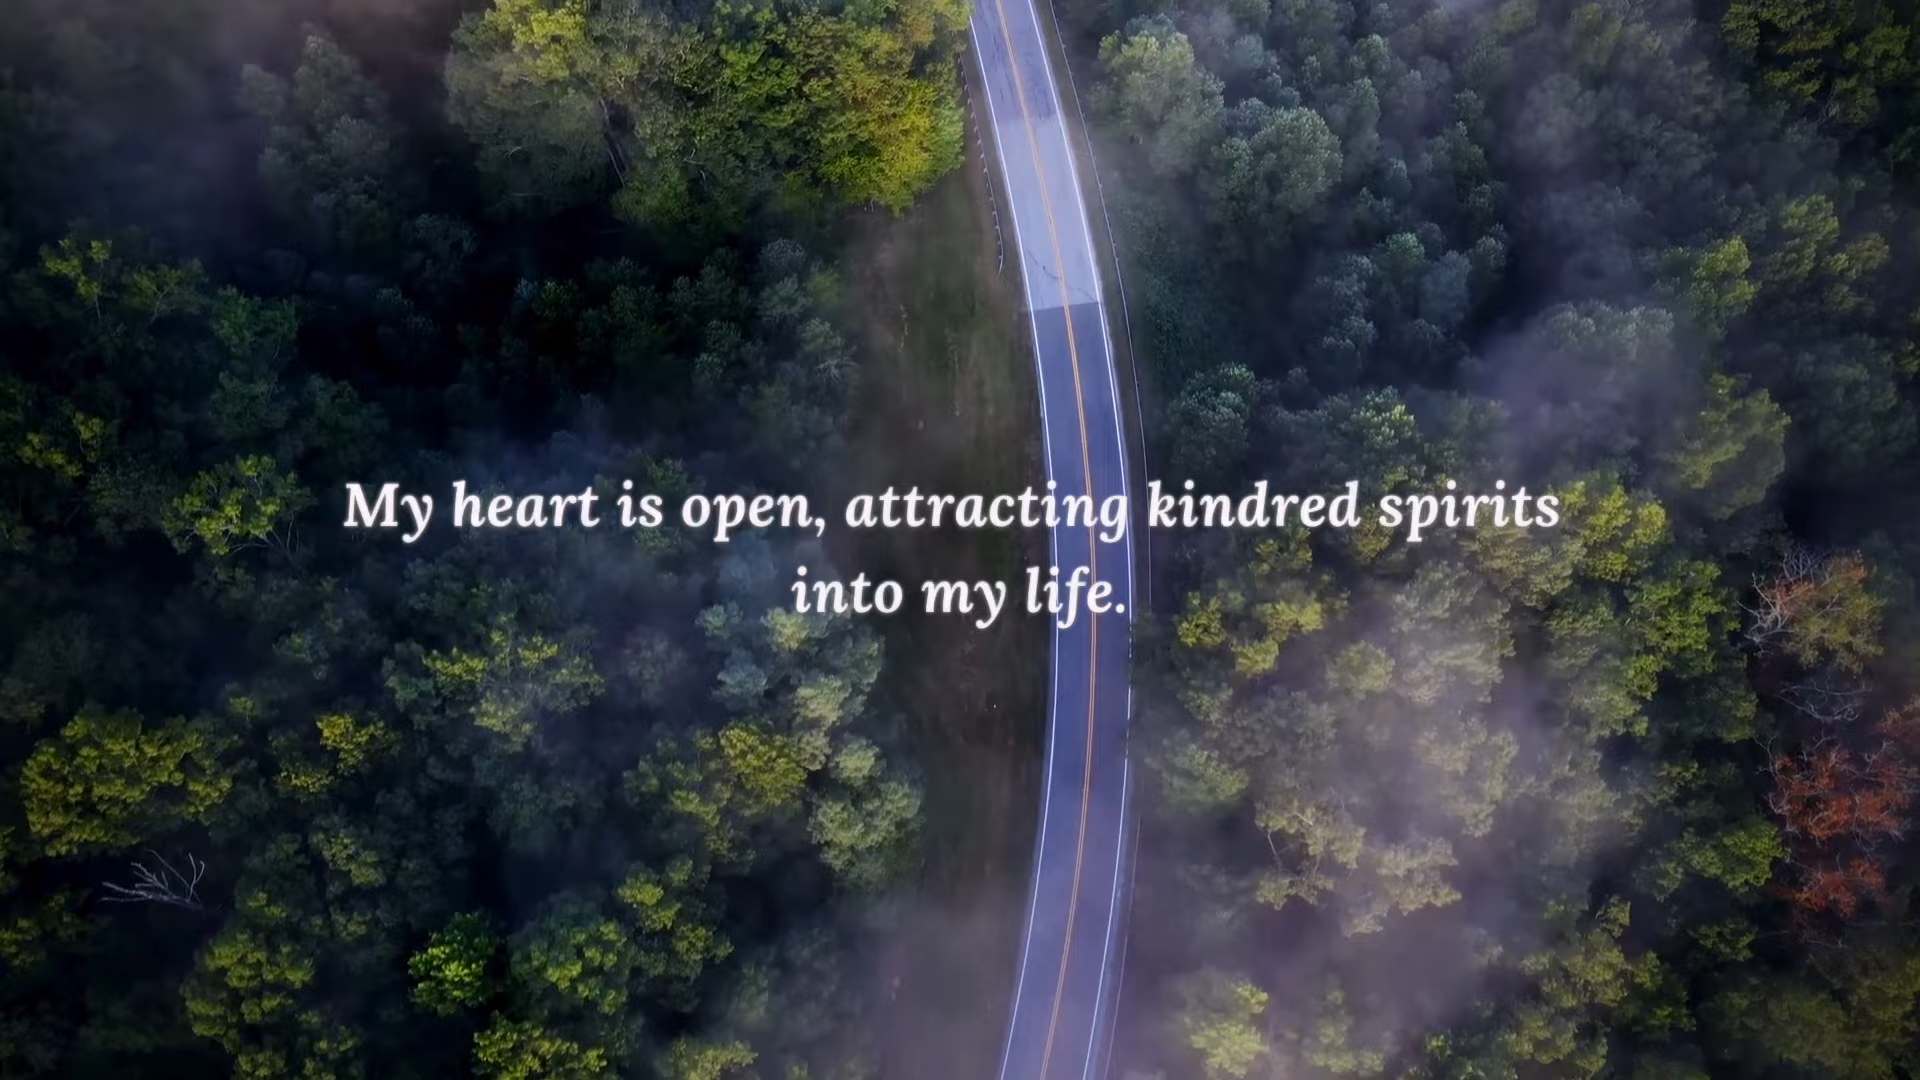 My heart is open, attracting kindred spirits
into my life.